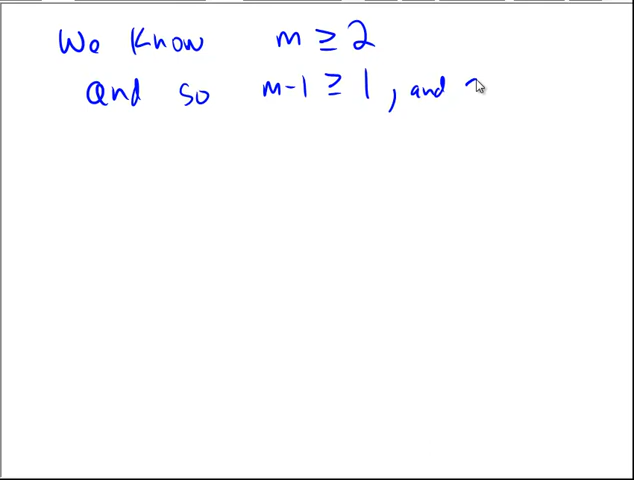 We know m ≥ 2
and so m-1 ≥ 1, and